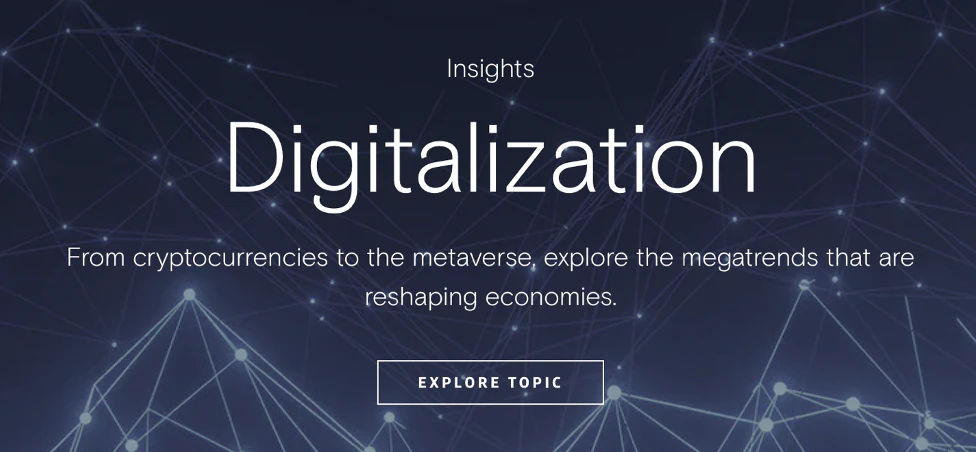 Insights
Digitalization
From cryptocurrencies to the metaverse, explore the megatrends that are
reshaping economies.
EXPLORE TOPIC